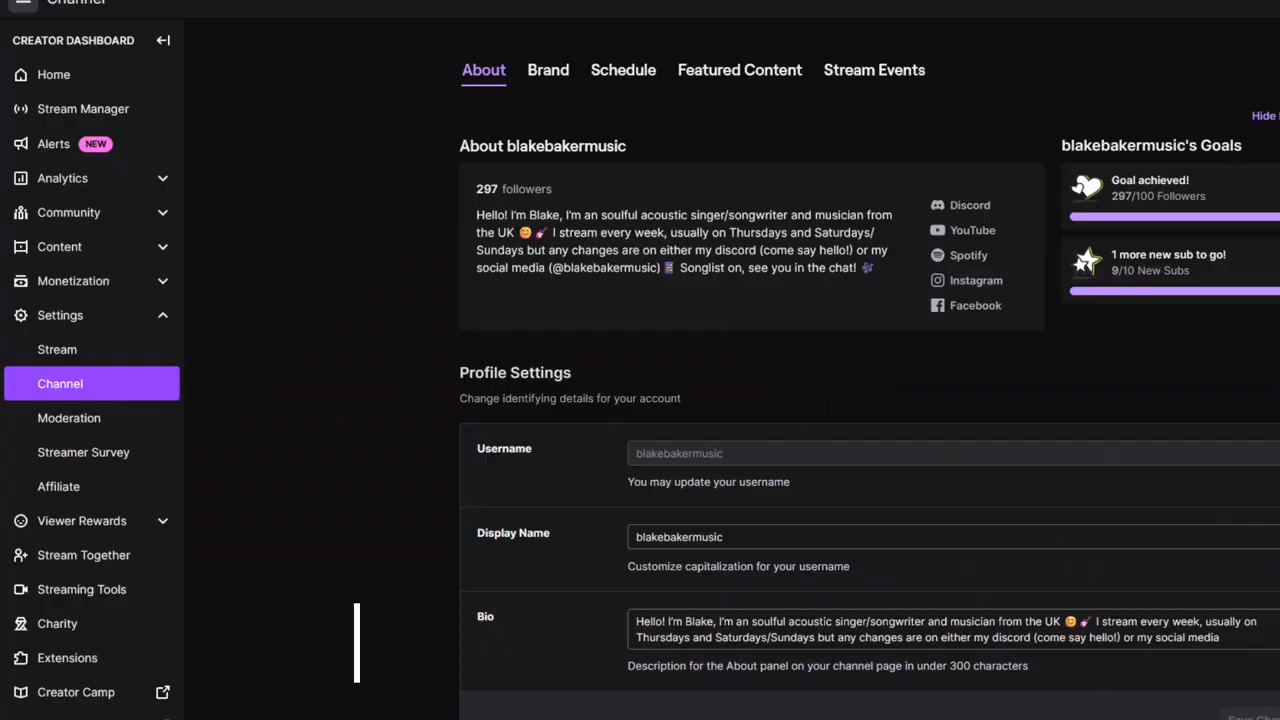 Channel
CREATOR DASHBOARD
Home
Stream Manager
Alerts NEW
Analytics
Community
Content
Monetization
Settings
Stream
Channel
Moderation
Streamer Survey
Affiliate
Viewer Rewards
Stream Together
Streaming Tools
Charity
Extensions
Creator Camp
About Brand Schedule Featured Content Stream Events
Hide
About blakebakermusic
297 followers
Hello! I'm Blake, I'm an soulful acoustic singer/songwriter and musician from
the UK 😊 🎸 I stream every week, usually on Thursdays and Saturdays/
Sundays but any changes are on either my discord (come say hello!) or my
social media (@blakebakermusic) 🎚 Songlist on, see you in the chat! 🎶
Discord
YouTube
Spotify
Instagram
Facebook
blakebakermusic's Goals
Goal achieved!
297/100 Followers
1 more new sub to go!
9/10 New Subs
Profile Settings
Change identifying details for your account
Username
blakebakermusic
You may update your username
Display Name
blakebakermusic
Customize capitalization for your username
Bio
Hello! I'm Blake, I'm an soulful acoustic singer/songwriter and musician from the UK 😊 🎸 I stream every week, usually on
Thursdays and Saturdays/Sundays but any changes are on either my discord (come say hello!) or my social media
Description for the About panel on your channel page in under 300 characters